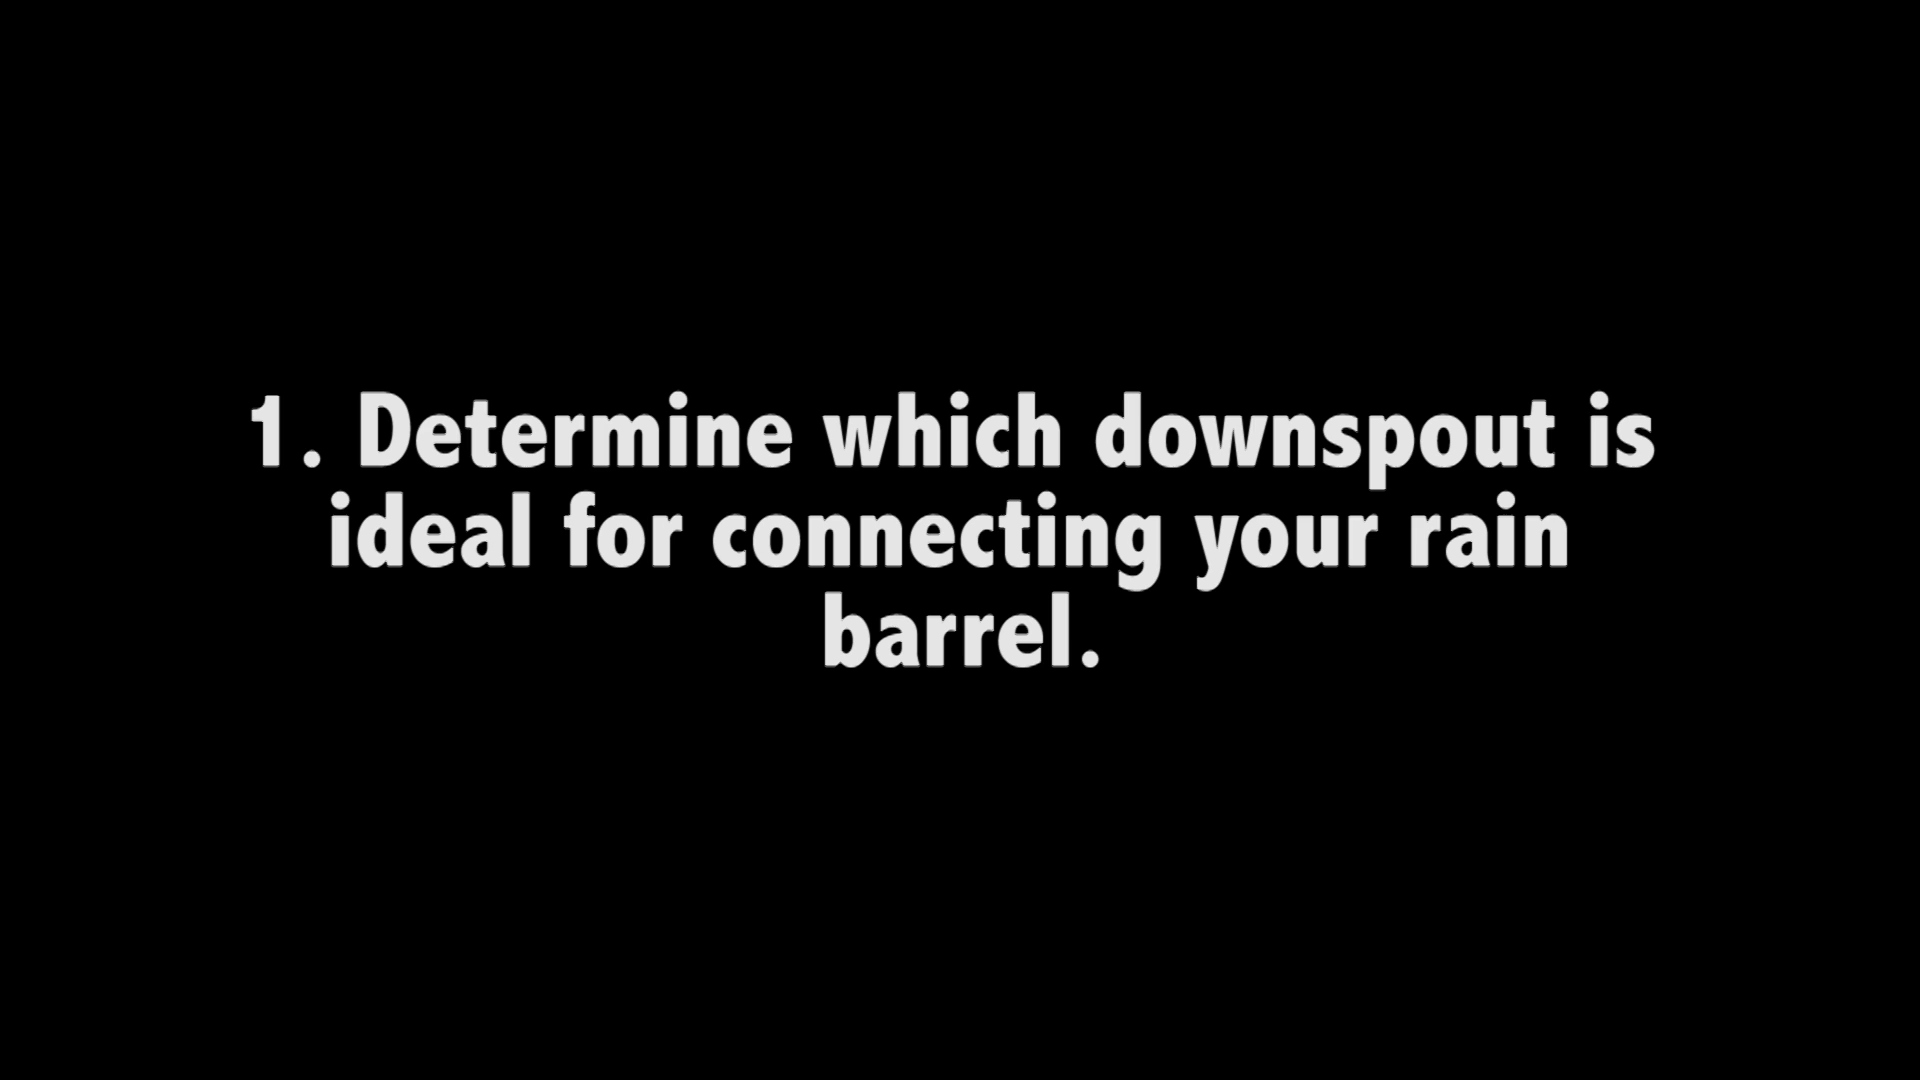 1. Determine which downspout is
ideal for connecting your rain
barrel.